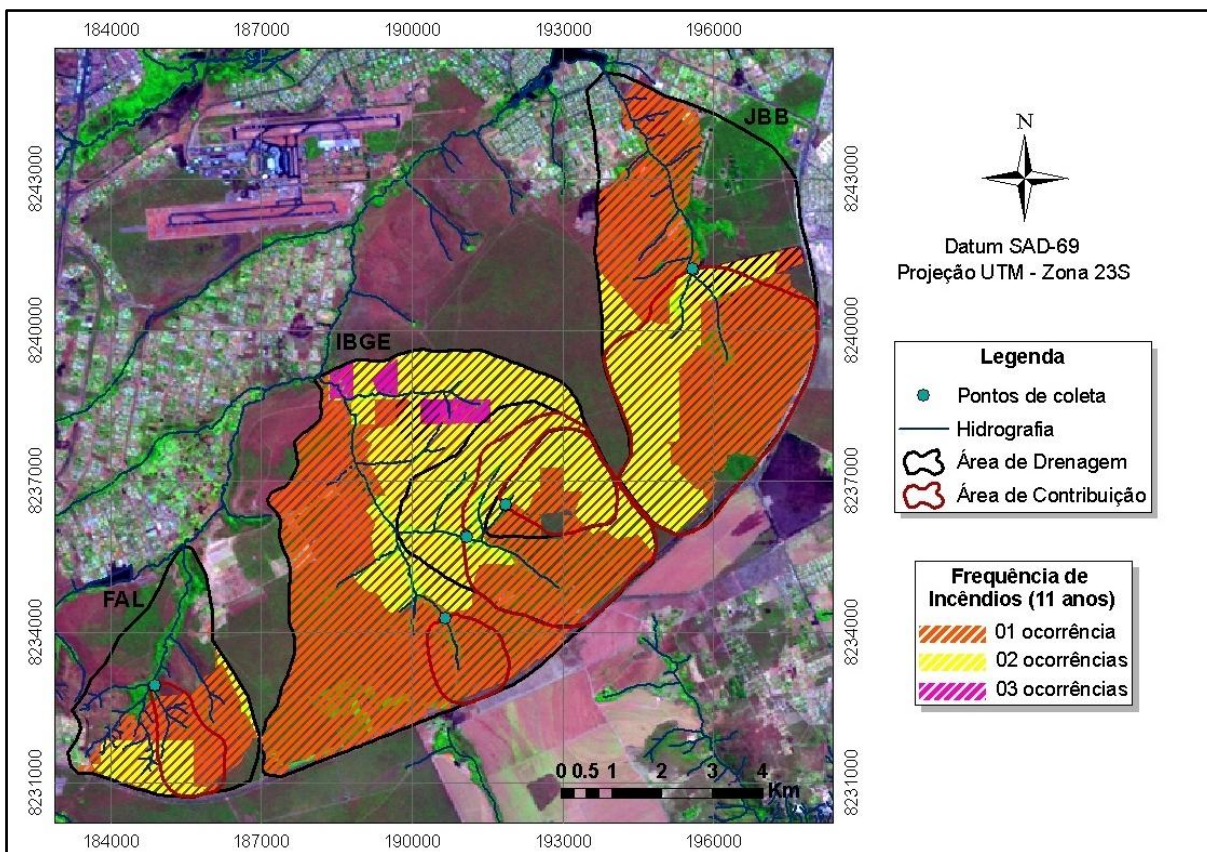 184000 187000 190000 193000 196000
8243000
8240000
8237000
8234000
8231000
JBB
IBGE
FAL
0 0.5 1 2 3 4
Km
8243000
8240000
8237000
8234000
8231000
184000 187000 190000 193000 196000
N
Datum SAD-69
Projeção UTM - Zona 23S
Legenda
Pontos de coleta
Hidrografia
Área de Drenagem
Área de Contribuição
Frequência de
Incêndios (11 anos)
01 ocorrência
02 ocorrências
03 ocorrências